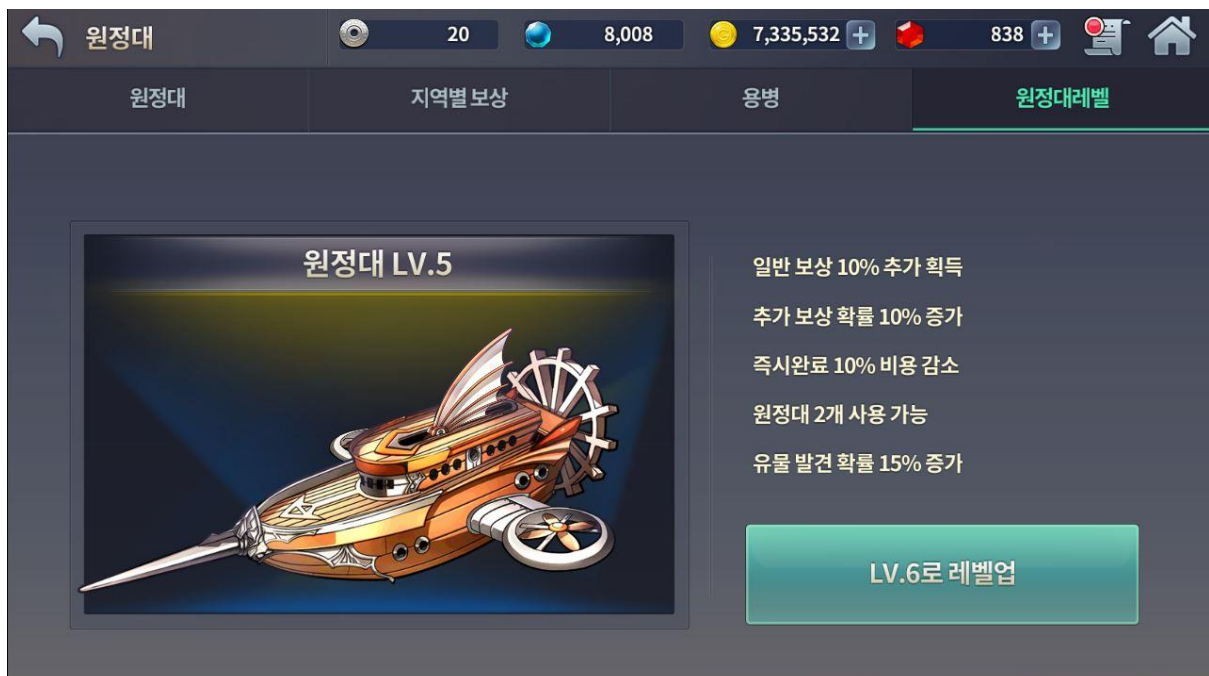 원정대
20
8,008
7,335,532
838
원정대
지역별 보상
용병
원정대레벨
원정대 LV.5
일반 보상 10% 추가 획득
추가 보상 확률 10% 증가
즉시완료 10% 비용 감소
원정대 2개 사용 가능
유물 발견 확률 15% 증가
LV.6로 레벨업